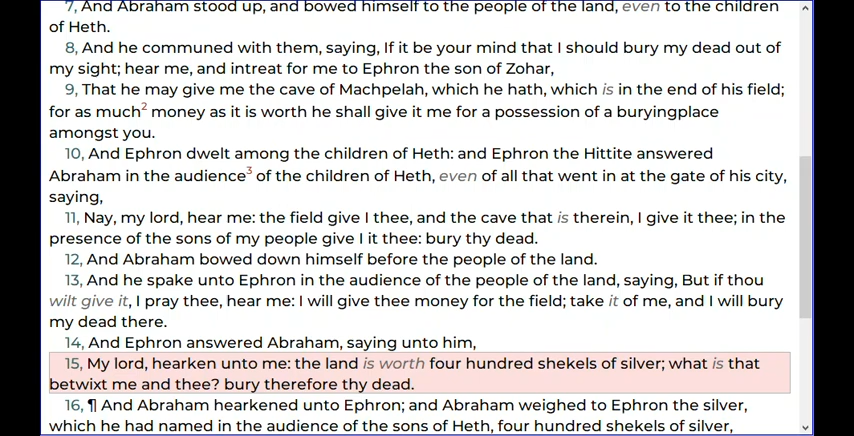 7, And Abraham stood up, and bowed himself to the people of the land, even to the children
of Heth.
8, And he communed with them, saying, If it be your mind that I should bury my dead out of
my sight; hear me, and intreat for me to Ephron the son of Zohar,
9, That he may give me the cave of Machpelah, which he hath, which is in the end of his field;
for as much2 money as it is worth he shall give it me for a possession of a buryingplace
amongst you.
10, And Ephron dwelt among the children of Heth: and Ephron the Hittite answered
Abraham in the audience3 of the children of Heth, even of all that went in at the gate of his city,
saying,
11, Nay, my lord, hear me: the field give I thee, and the cave that is therein, I give it thee; in the
presence of the sons of my people give I it thee: bury thy dead.
12, And Abraham bowed down himself before the people of the land.
13, And he spake unto Ephron in the audience of the people of the land, saying, But if thou
wilt give it, I pray thee, hear me: I will give thee money for the field; take it of me, and I will bury
my dead there.
14, And Ephron answered Abraham, saying unto him,
15, My lord, hearken unto me: the land is worth four hundred shekels of silver; what is that
betwixt me and thee? bury therefore thy dead.
16, ¶ And Abraham hearkened unto Ephron; and Abraham weighed to Ephron the silver,
which he had named in the audience of the sons of Heth, four hundred shekels of silver,